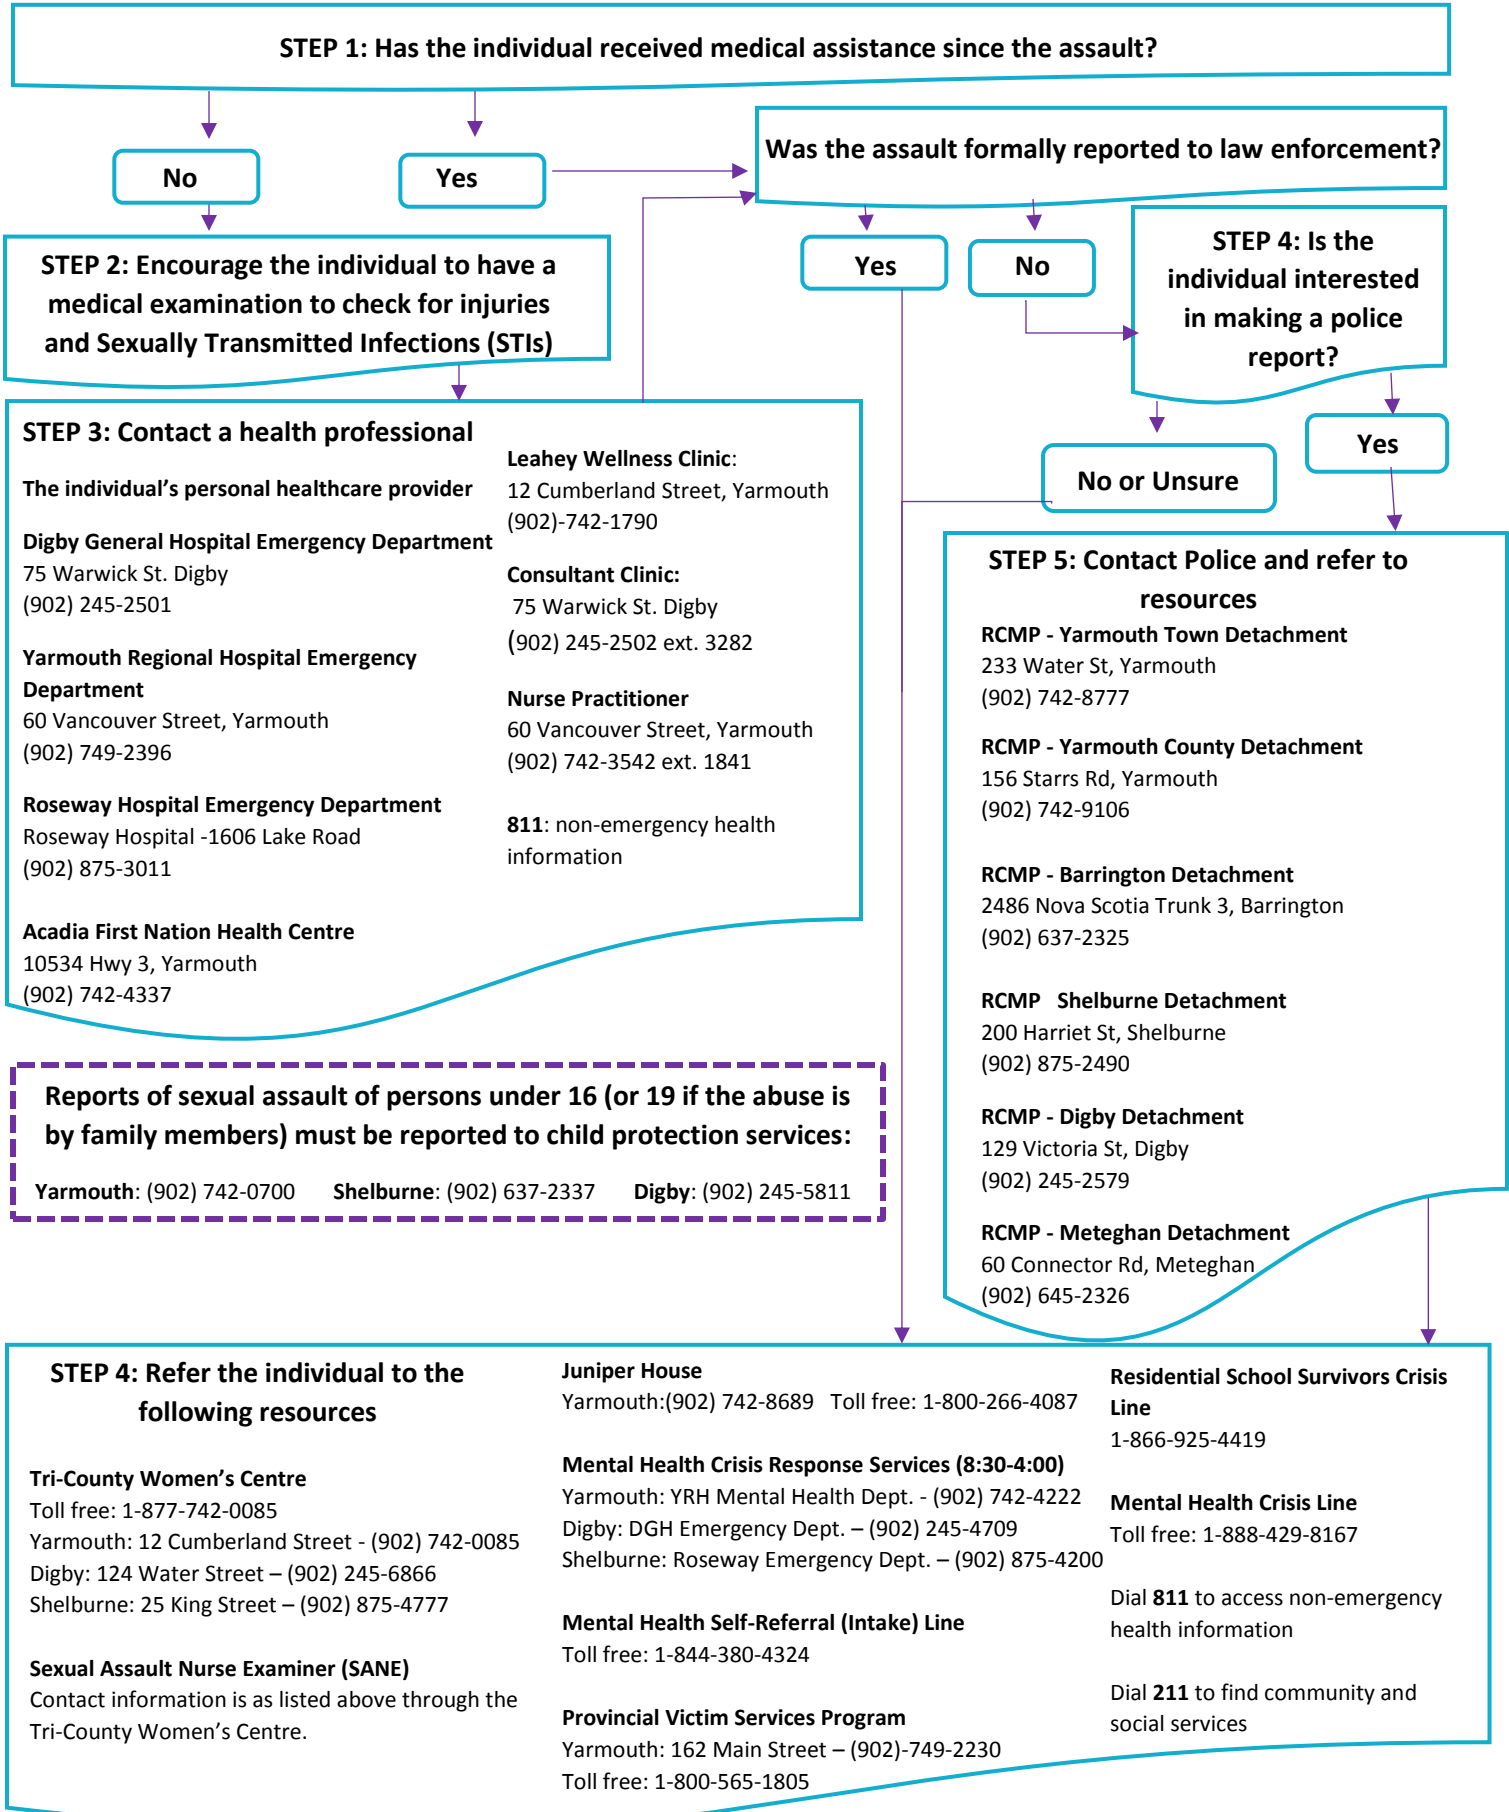 STEP 1: Has the individual received medical assistance since the assault?
No
Yes
Was the assault formally reported to law enforcement?
Yes
No
STEP 2: Encourage the individual to have a
medical examination to check for injuries
and Sexually Transmitted Infections (STIs)
STEP 4: Is the
individual interested
in making a police
report?
No or Unsure
Yes
STEP 3: Contact a health professional
The individual's personal healthcare provider
Digby General Hospital Emergency Department
75 Warwick St. Digby
(902) 245-2501
Yarmouth Regional Hospital Emergency
Department
60 Vancouver Street, Yarmouth
(902) 749-2396
Roseway Hospital Emergency Department
Roseway Hospital -1606 Lake Road
(902) 875-3011
Acadia First Nation Health Centre
10534 Hwy 3, Yarmouth
(902) 742-4337
Leahey Wellness Clinic:
12 Cumberland Street, Yarmouth
(902)-742-1790
Consultant Clinic:
75 Warwick St. Digby
(902) 245-2502 ext. 3282
Nurse Practitioner
60 Vancouver Street, Yarmouth
(902) 742-3542 ext. 1841
811: non-emergency health
information
STEP 5: Contact Police and refer to
resources
RCMP - Yarmouth Town Detachment
233 Water St, Yarmouth
(902) 742-8777
RCMP - Yarmouth County Detachment
156 Starrs Rd, Yarmouth
(902) 742-9106
RCMP - Barrington Detachment
2486 Nova Scotia Trunk 3, Barrington
(902) 637-2325
RCMP Shelburne Detachment
200 Harriet St, Shelburne
(902) 875-2490
RCMP - Digby Detachment
129 Victoria St, Digby
(902) 245-2579
RCMP - Meteghan Detachment
60 Connector Rd, Meteghan
(902) 645-2326
Reports of sexual assault of persons under 16 (or 19 if the abuse is
by family members) must be reported to child protection services:
Yarmouth: (902) 742-0700 Shelburne: (902) 637-2337 Digby: (902) 245-5811
STEP 4: Refer the individual to the
following resources
Tri-County Women's Centre
Toll free: 1-877-742-0085
Yarmouth: 12 Cumberland Street - (902) 742-0085
Digby: 124 Water Street – (902) 245-6866
Shelburne: 25 King Street – (902) 875-4777
Sexual Assault Nurse Examiner (SANE)
Contact information is as listed above through the
Tri-County Women's Centre.
Juniper House
Yarmouth:(902) 742-8689 Toll free: 1-800-266-4087
Mental Health Crisis Response Services (8:30-4:00)
Yarmouth: YRH Mental Health Dept. - (902) 742-4222
Digby: DGH Emergency Dept. – (902) 245-4709
Shelburne: Roseway Emergency Dept. – (902) 875-4200
Mental Health Self-Referral (Intake) Line
Toll free: 1-844-380-4324
Provincial Victim Services Program
Yarmouth: 162 Main Street – (902)-749-2230
Toll free: 1-800-565-1805
Residential School Survivors Crisis
Line
1-866-925-4419
Mental Health Crisis Line
Toll free: 1-888-429-8167
Dial 811 to access non-emergency
health information
Dial 211 to find community and
social services